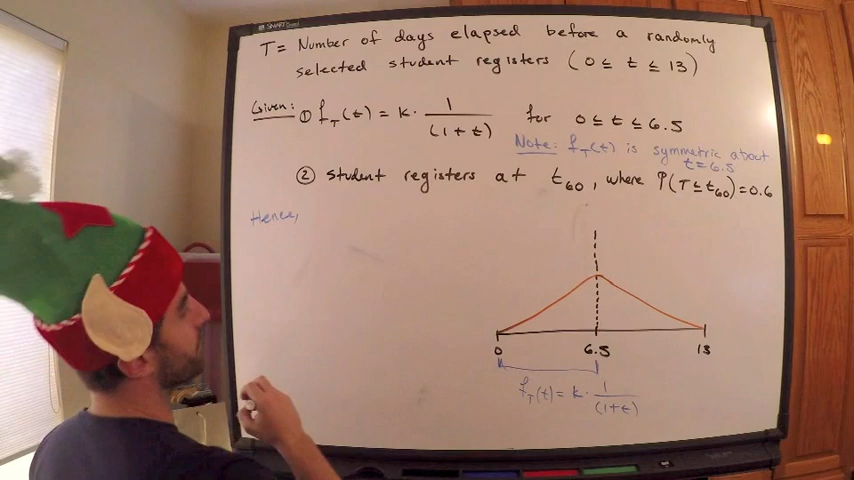 SMART
T = Number of days elapsed before a randomly
selected student registers (0 ≤ t ≤ 13)
Given: ① f_T(t) = k · 1/(1+t) for 0 ≤ t ≤ 6.5
Note: f_T(t) is symmetric about
t=6.5
② Student registers at t_60, where P(T ≤ t_60) = 0.6
Hence,
0 6.5 13
f_T(t) = k · 1/(1+t)